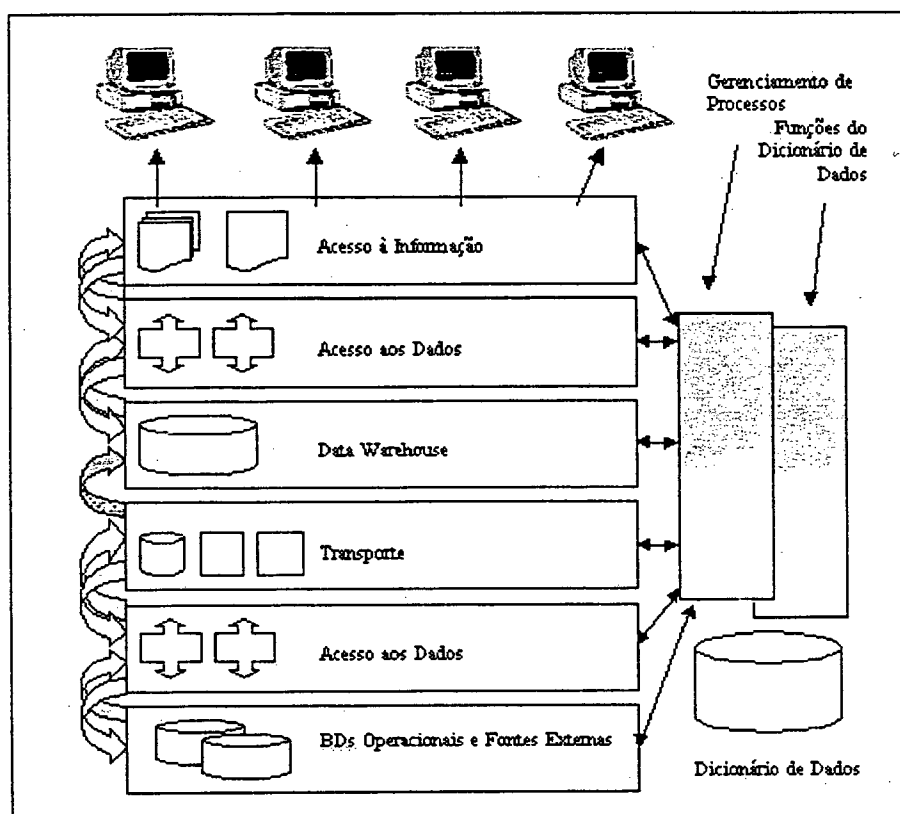 Gerenciamento de
Processos
Funções do
Dicionário de
Dados
Acesso à Informação
Acesso aos Dados
Data Warehouse
Transporte
Acesso aos Dados
BDs Operacionais e Fontes Externas
Dicionário de Dados